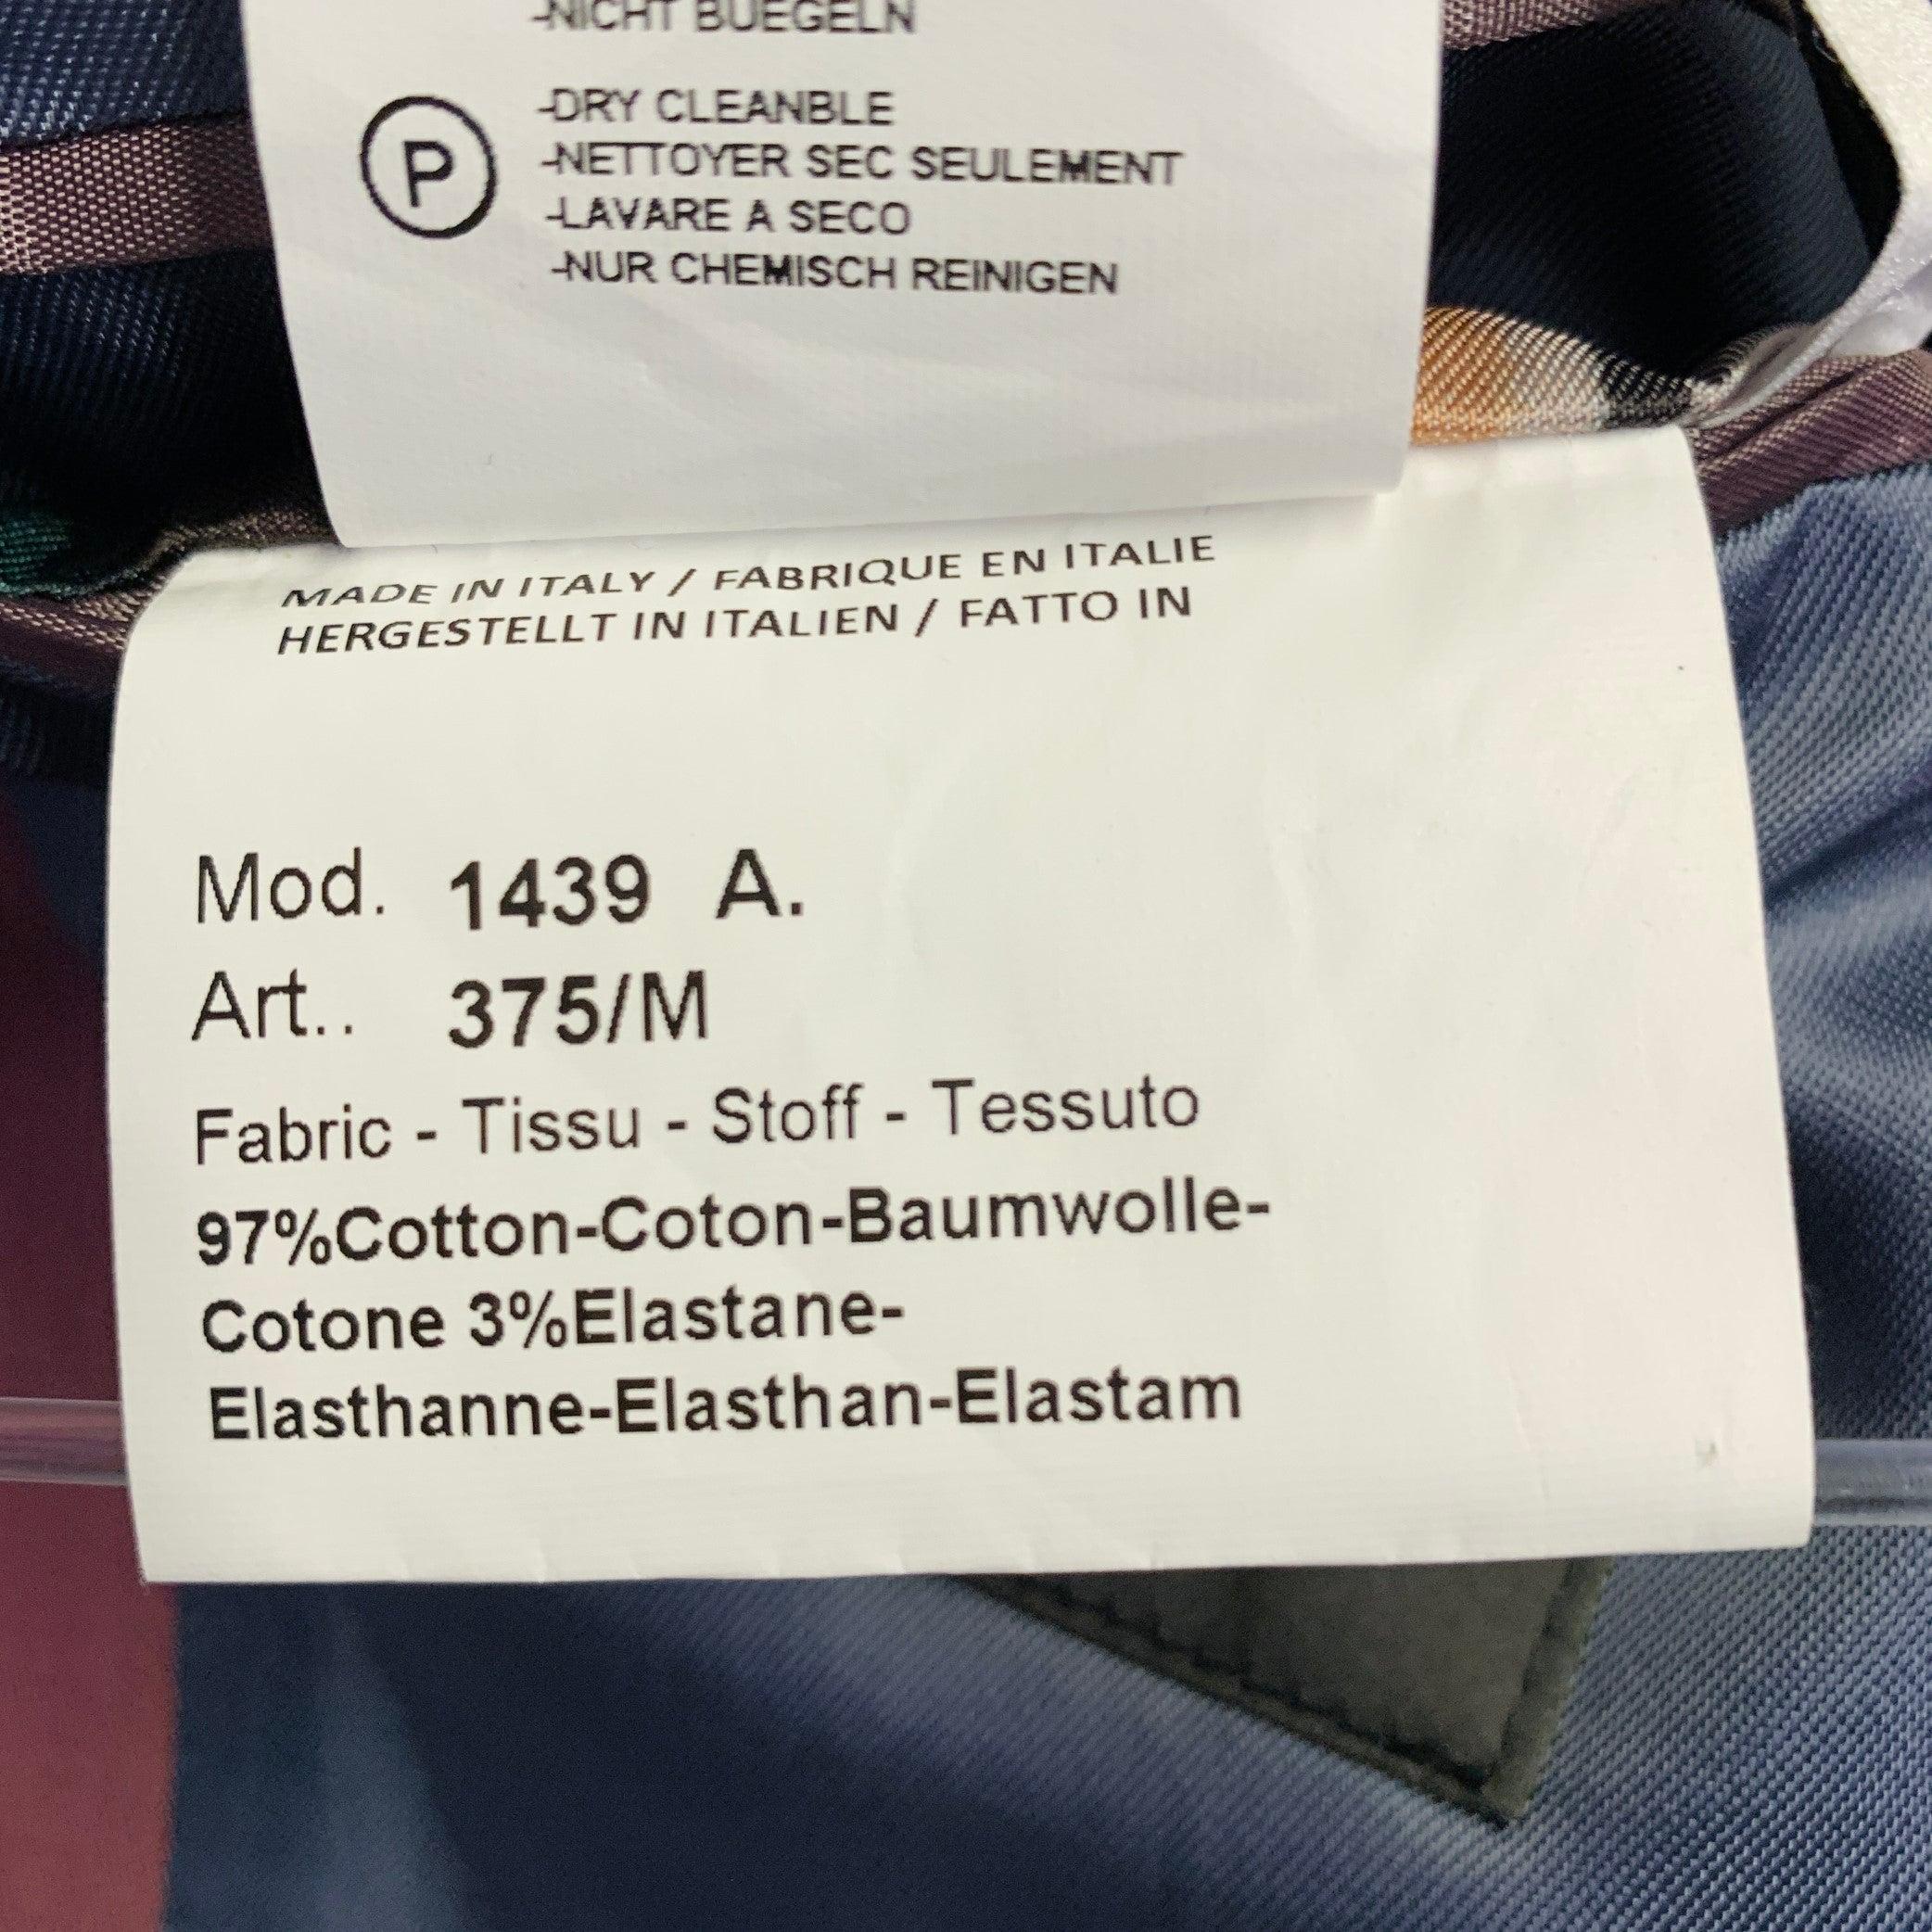 -NICHT BUEGELN
P
-DRY CLEANBLE
-NETTOYER SEC SEULEMENT
-LAVARE A SECO
-NUR CHEMISCH REINIGEN
MADE IN ITALY / FABRIQUE EN ITALIE
HERGESTELLT IN ITALIEN / FATTO IN
Mod. 1439 A.
Art.. 375/M
Fabric - Tissu - Stoff - Tessuto
97%Cotton-Coton-Baumwolle-
Cotone 3%Elastane-
Elasthanne-Elasthan-Elastam